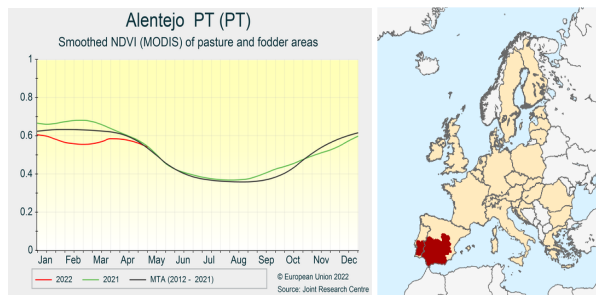 Alentejo PT (PT)
Smoothed NDVI (MODIS) of pasture and fodder areas
1
0.8
0.6
0.4
0.2
0
Jan Feb Mar Apr May Jun Jul Aug Sep Oct Nov Dec
2022 2021 MTA (2012 - 2021)
© European Union 2022
Source: Joint Research Centre